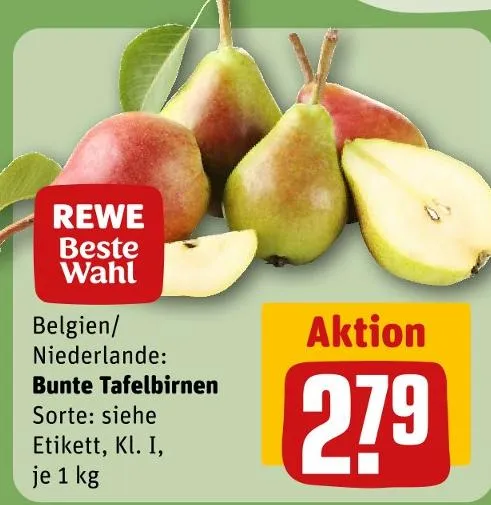 REWE
Beste
Wahl
Belgien/
Niederlande:
Bunte Tafelbirnen
Sorte: siehe
Etikett, Kl. I,
je 1 kg
Aktion
2.79